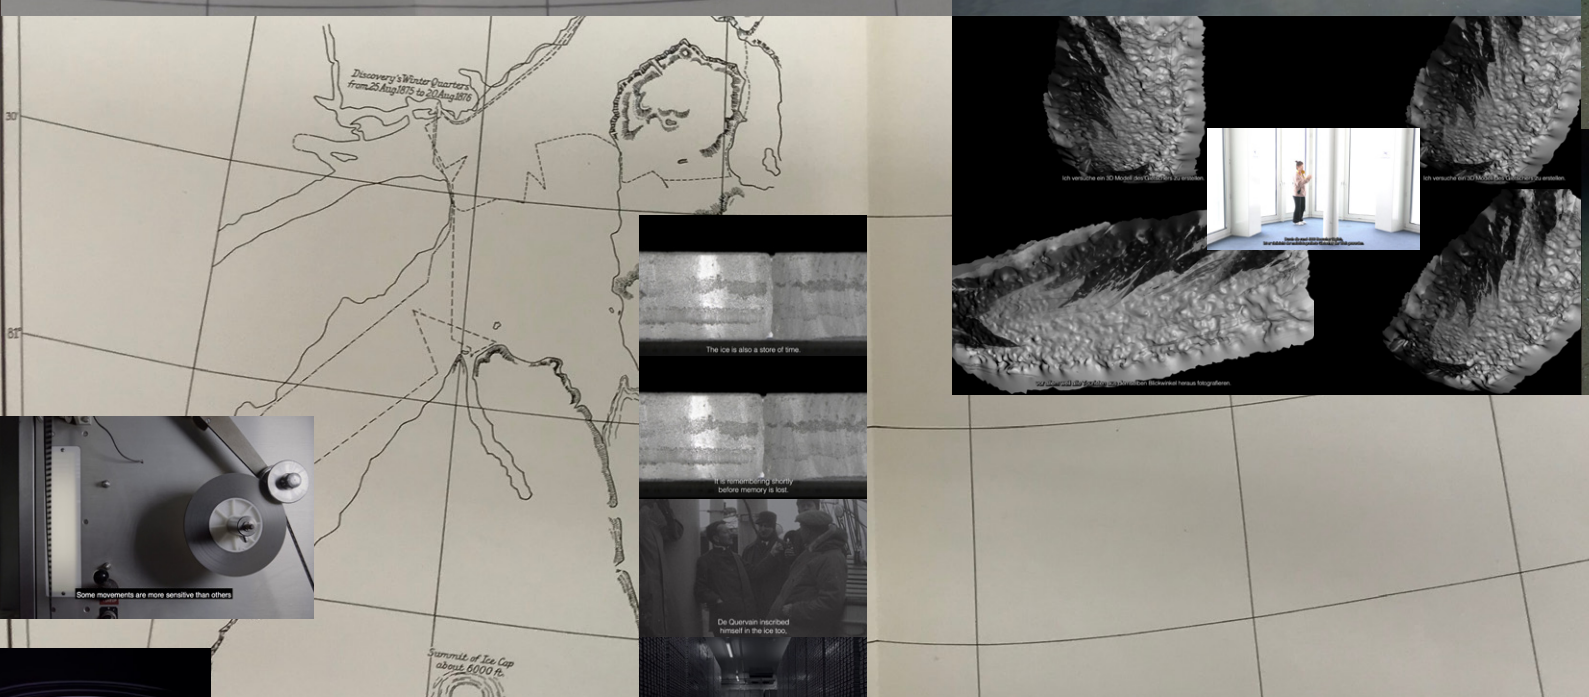 Discovery's Winter Quarters
from 25 Aug 1875 to 20 Aug 1876
30'
81°
Ich versuche ein 3D Modell des Gletschers zu erstellen.
Ich versuche ein 3D Modell des Gletschers zu erstellen.
The ice is also a store of time.
It is remembering shortly
before memory is lost.
De Quervain inscribed
himself in the ice too,
Some movements are more sensitive than others
Summit of Ice Cap
about 6000 ft.